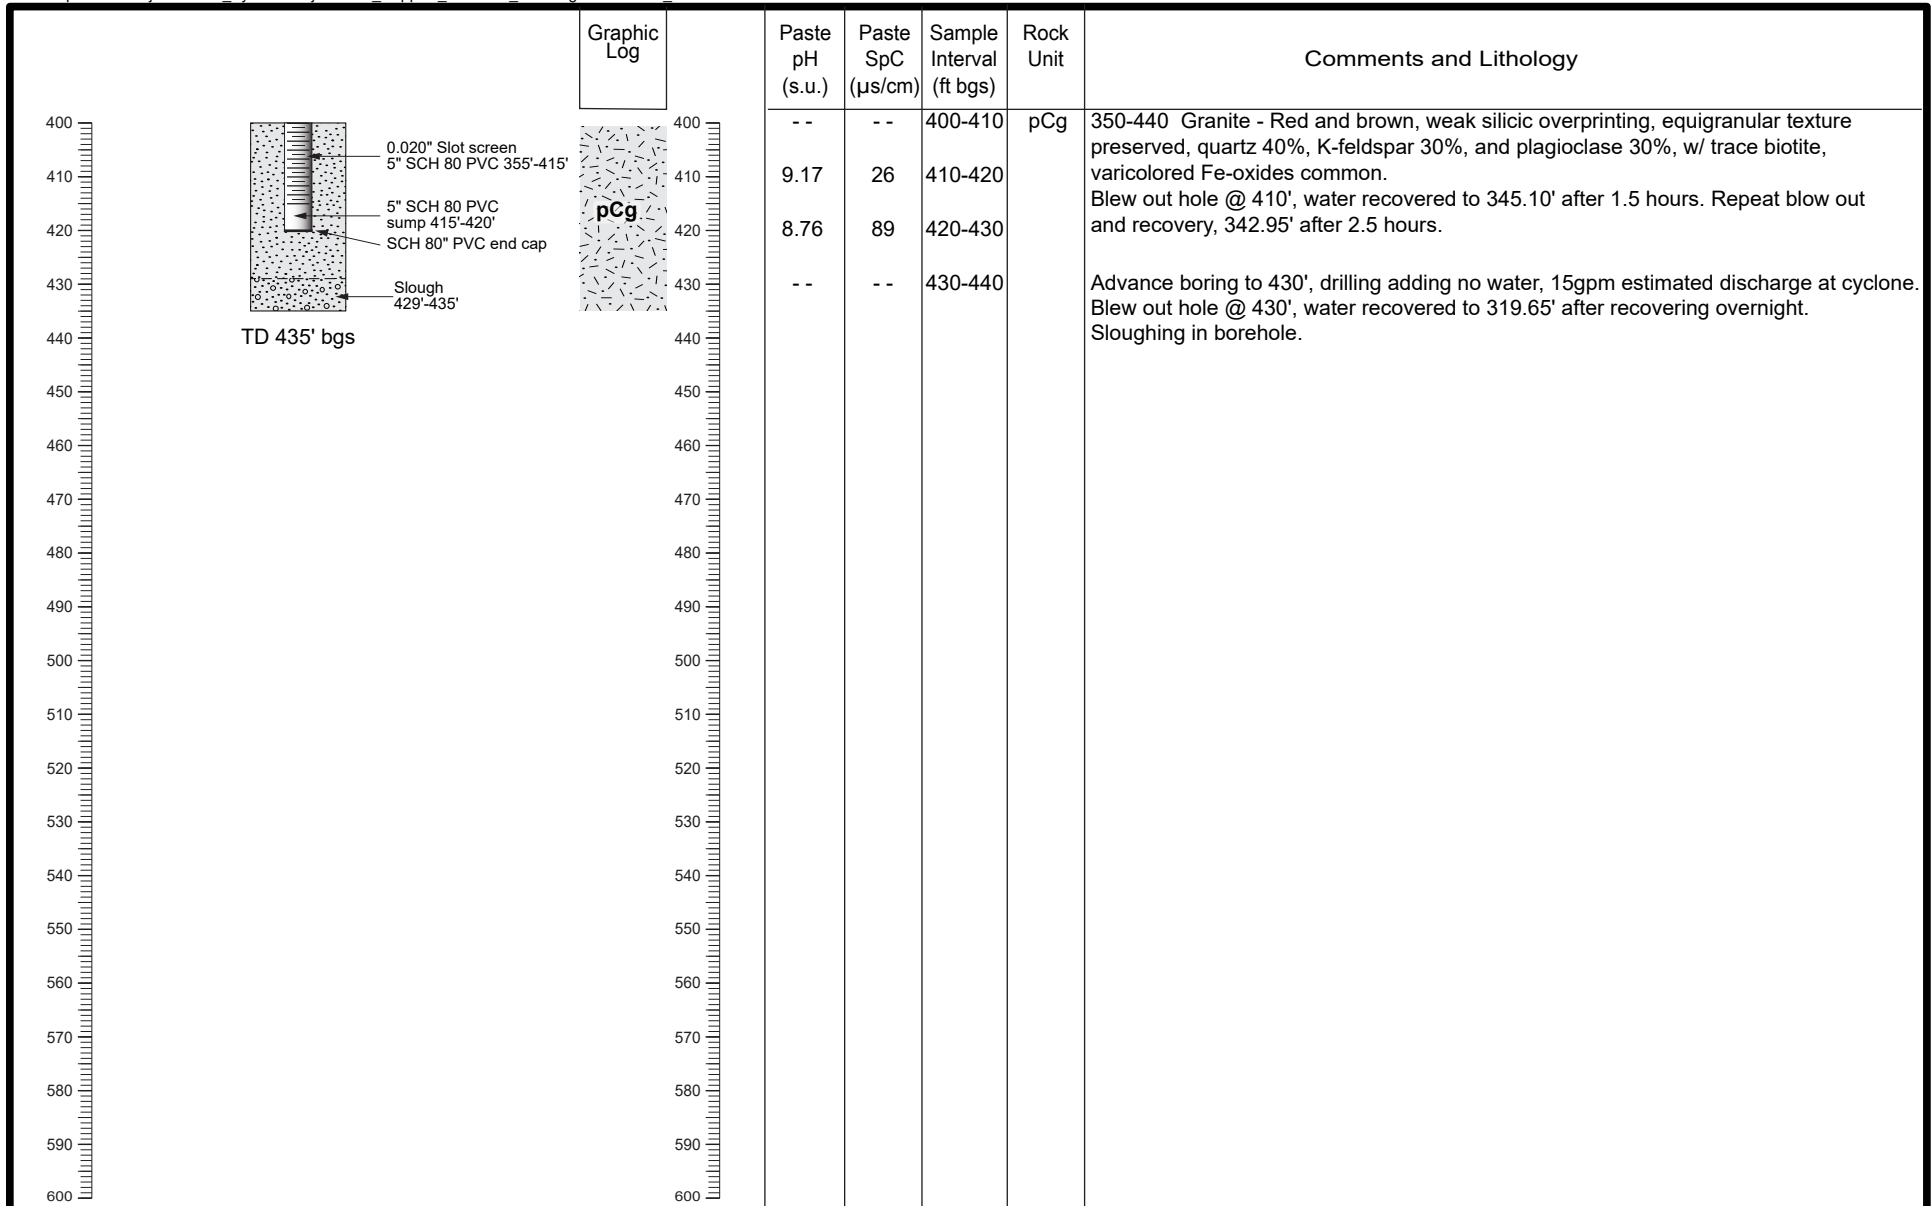 Graphic
Log
Paste
pH
(s.u.)
Paste
SpC
(µs/cm)
Sample
Interval
(ft bgs)
Rock
Unit
Comments and Lithology
400
410
420
430
440
450
460
470
480
490
500
510
520
530
540
550
560
570
580
590
600
0.020" Slot screen
5" SCH 80 PVC 355'-415'
5" SCH 80 PVC
sump 415'-420'
SCH 80" PVC end cap
Slough
429'-435'
TD 435' bgs
pCg
400
410
420
430
440
450
460
470
480
490
500
510
520
530
540
550
560
570
580
590
600
- - - - 400-410 pCg
9.17 26 410-420
8.76 89 420-430
- - - - 430-440
350-440 Granite - Red and brown, weak silicic overprinting, equigranular texture
preserved, quartz 40%, K-feldspar 30%, and plagioclase 30%, w/ trace biotite,
varicolored Fe-oxides common.
Blew out hole @ 410', water recovered to 345.10' after 1.5 hours. Repeat blow out
and recovery, 342.95' after 2.5 hours.
Advance boring to 430', drilling adding no water, 15gpm estimated discharge at cyclone.
Blew out hole @ 430', water recovered to 319.65' after recovering overnight.
Sloughing in borehole.